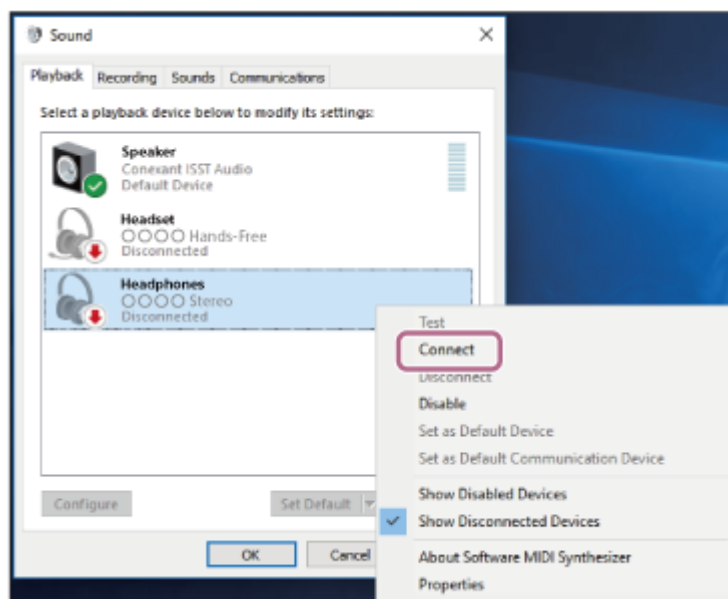 Sound
Playback Recording Sounds Communications
Select a playback device below to modify its settings:
Speaker
Conexant ISST Audio
Default Device
Headset
○○○○ Hands-Free
Disconnected
Headphones
○○○○ Stereo
Disconnected
Test
Connect
Disconnect
Disable
Set as Default Device
Set as Default Communication Device
Show Disabled Devices
Show Disconnected Devices
About Software MIDI Synthesizer
Properties
Configure Set Default
OK Cancel